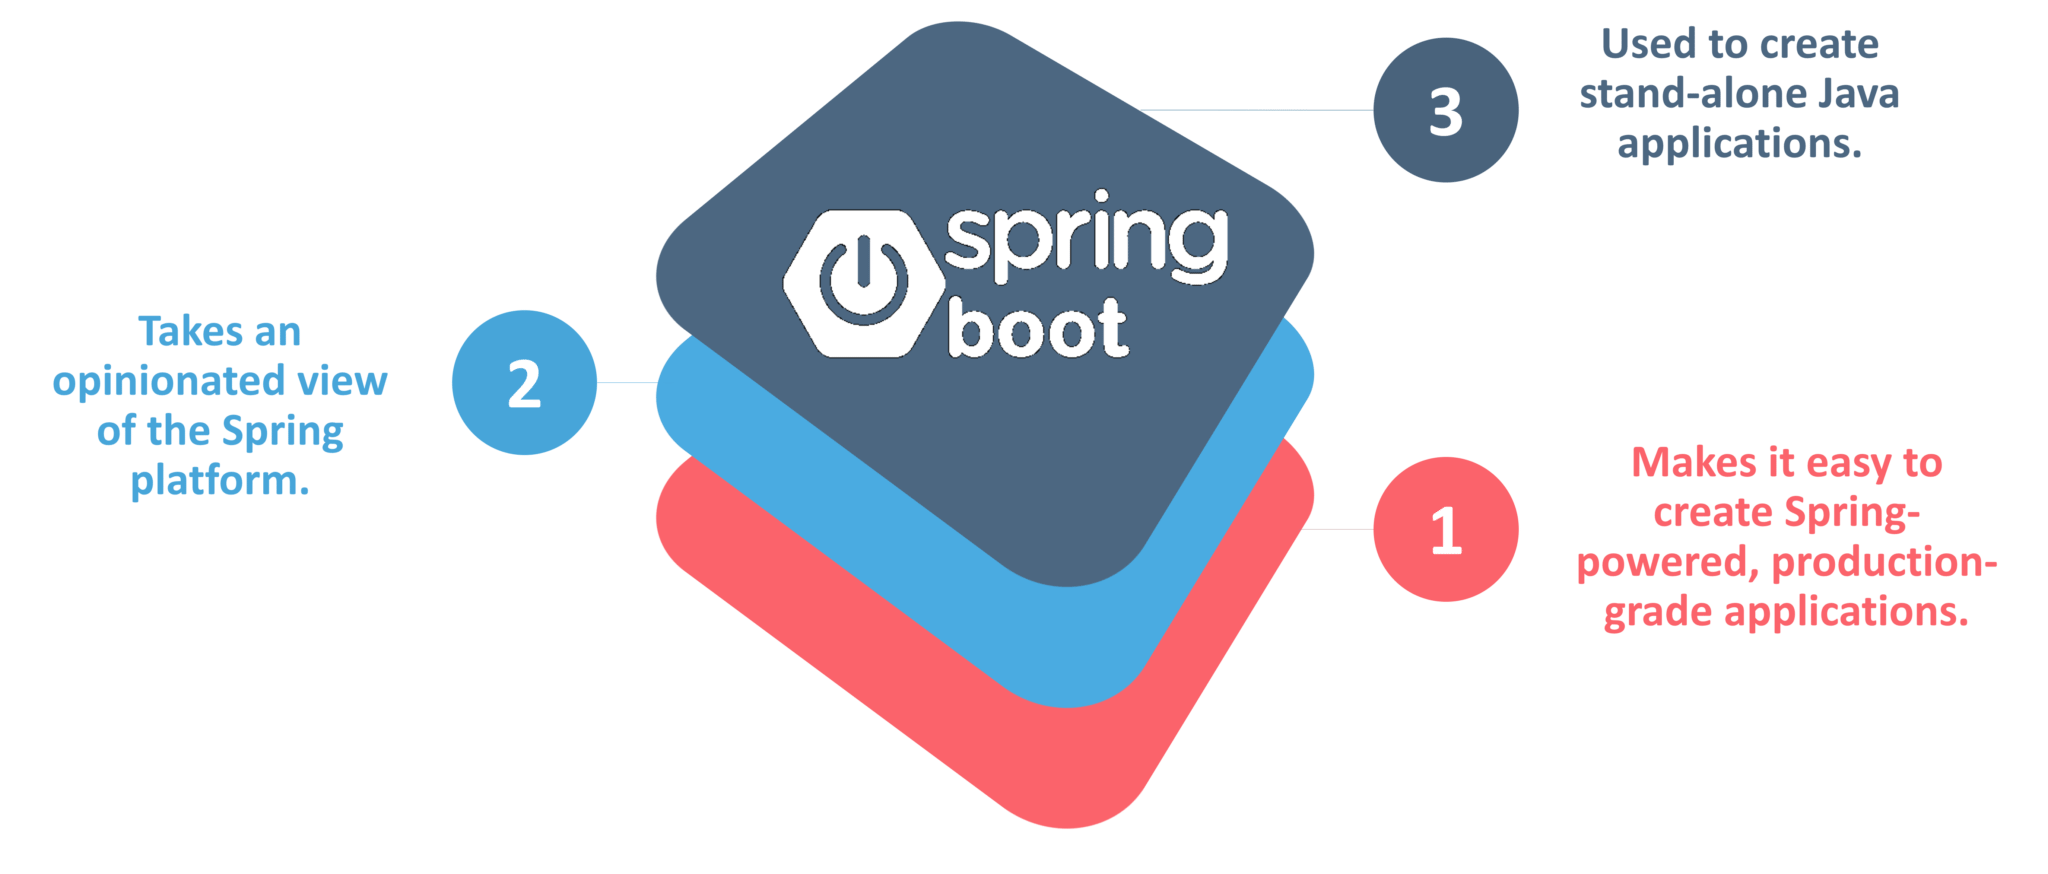 3
Used to create
stand-alone Java
applications.
spring
boot
2
Takes an
opinionated view
of the Spring
platform.
1
Makes it easy to
create Spring-
powered, production-
grade applications.